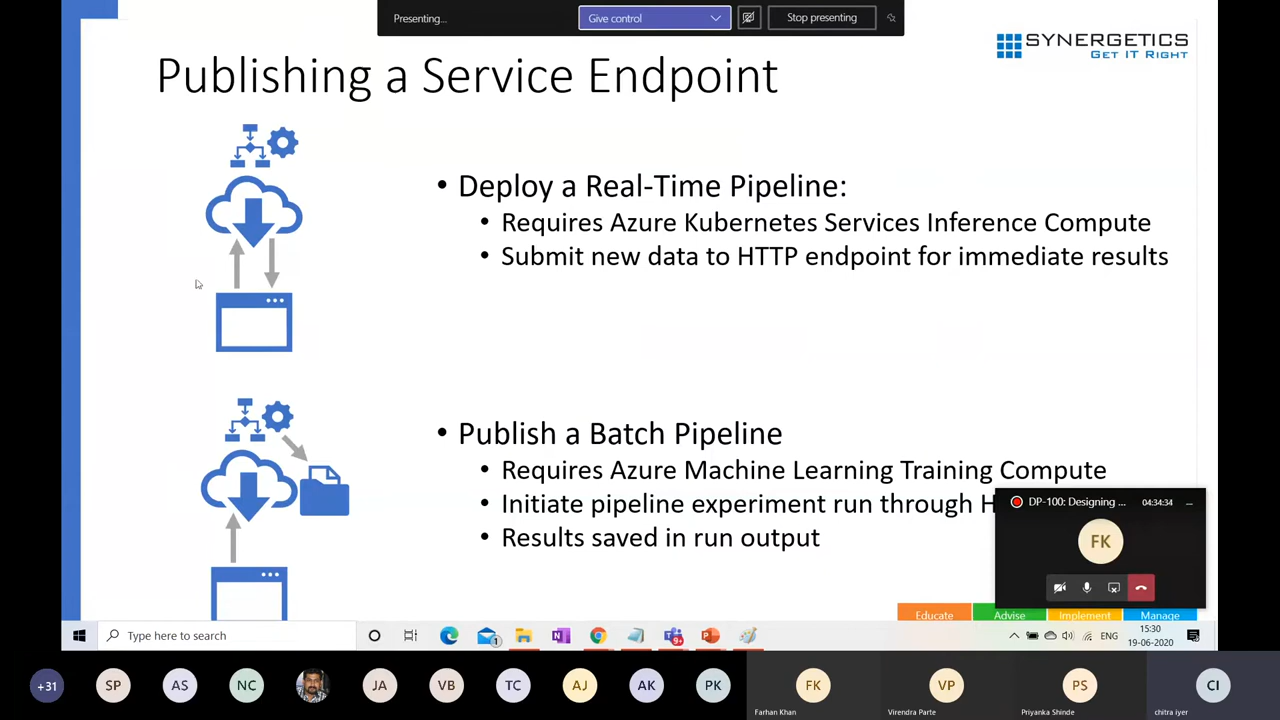 Presenting...
Give control
Stop presenting
SYNERGETICS
GET IT RIGHT
Publishing a Service Endpoint
• Deploy a Real-Time Pipeline:
• Requires Azure Kubernetes Services Inference Compute
• Submit new data to HTTP endpoint for immediate results
• Publish a Batch Pipeline
• Requires Azure Machine Learning Training Compute
• Initiate pipeline experiment run through H
• Results saved in run output
DP-100: Designing ...
04:34:34
FK
Educate
Advise
Implement
Manage
Type here to search
1
9+
ENG
15:30
19-06-2020
+31
SP
AS
NC
JA
VB
TC
AJ
AK
PK
FK
VP
PS
CI
Farhan Khan
Virendra Parte
Priyanka Shinde
chitra iyer